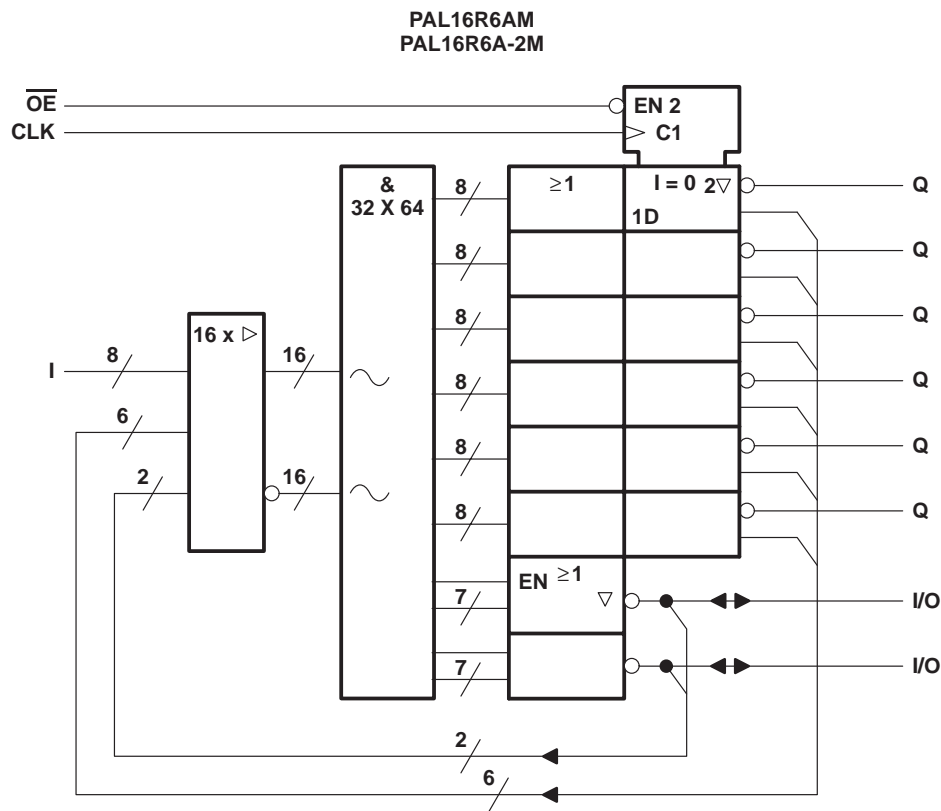 PAL16R6AM
PAL16R6A-2M
OE
EN 2
CLK
C1
&
32 X 64
8
≥1
I = 0 2▽
Q
1D
8
Q
8
Q
16 x ▷
I
8
16
8
Q
6
8
Q
2
16
8
Q
EN ≥1
▽
7
I/O
7
I/O
2
6